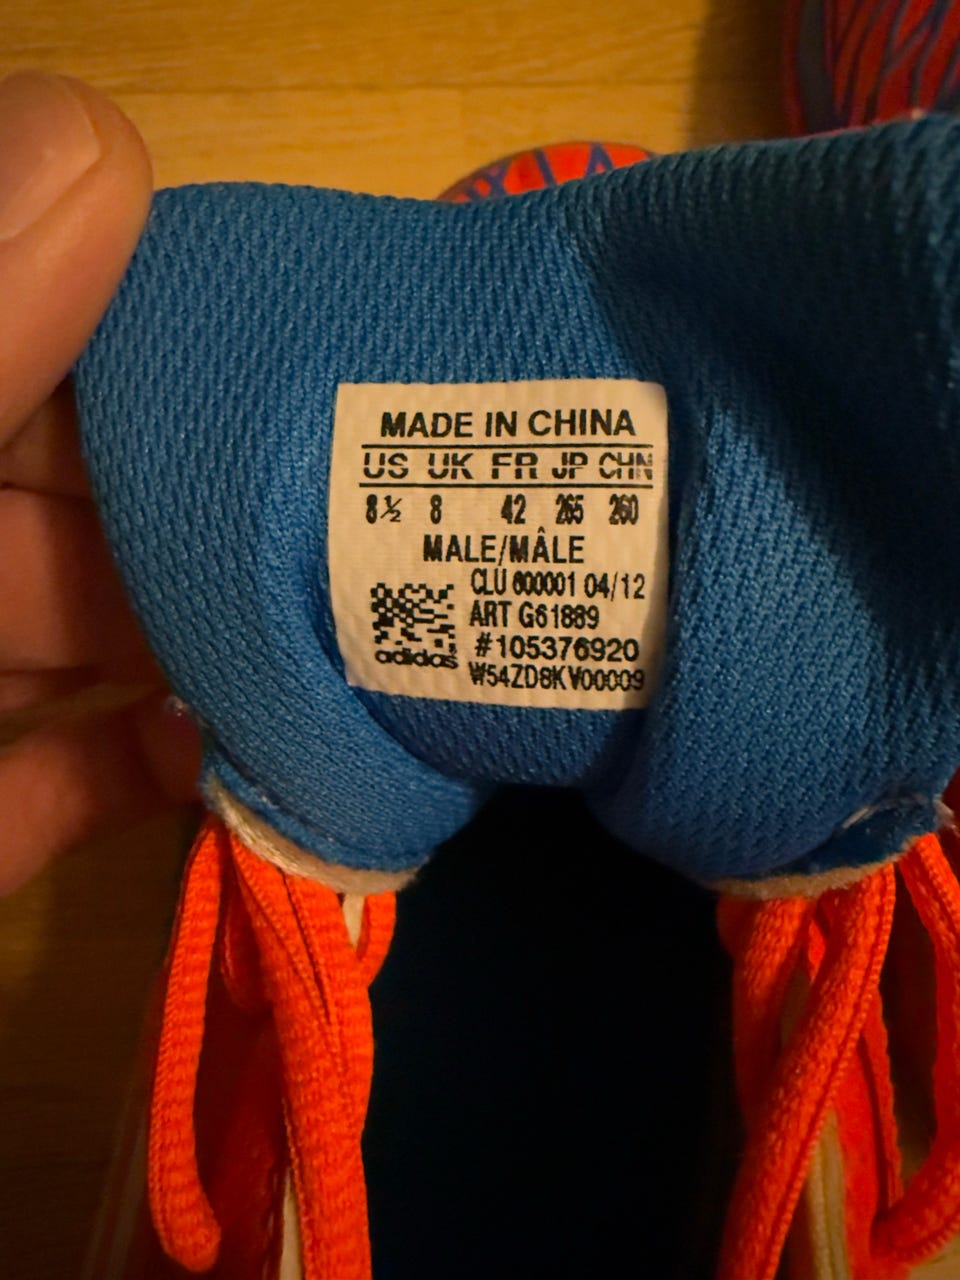 MADE IN CHINA
US UK FR JP CHN
8½ 8 42 265 260
MALE/MÂLE
CLU 600001 04/12
ART G61889
#105376920
adidas W54ZD8KV00009